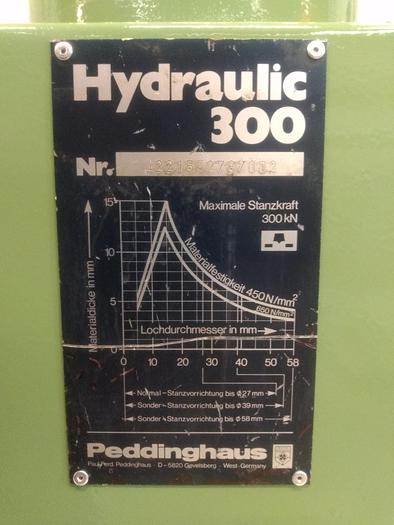 Hydraulic
300
Nr.
Maximale Stanzkraft
300 kN
Materialdicke in mm
15
10
5
0
Materialfestigkeit 450 N/mm²
650 N/mm²
Lochdurchmesser in mm
0 10 20 30 40 50 58
Normal-Stanzvorrichtung bis Ø 27 mm
Sonder-Stanzvorrichtung bis Ø 39 mm
Sonder-Stanzvorrichtung bis Ø 58 mm
Peddinghaus
Paul Ferd. Peddinghaus · D-5820 Gevelsberg · West-Germany